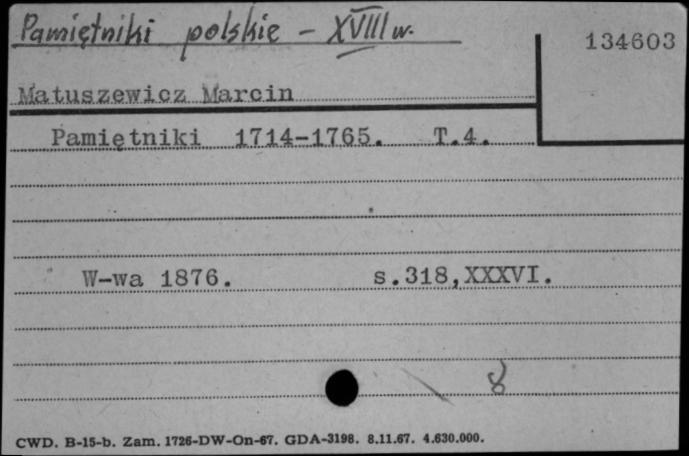 Pamiętniki polskie - XVIII w.
134603
Matuszewicz Marcin
Pamiętniki 1714-1765. T.4.
W-wa 1876. s.318,XXXVI.
8
CWD. B-15-b. Zam. 1726-DW-On-67. GDA-3198. 8.11.67. 4.630.000.